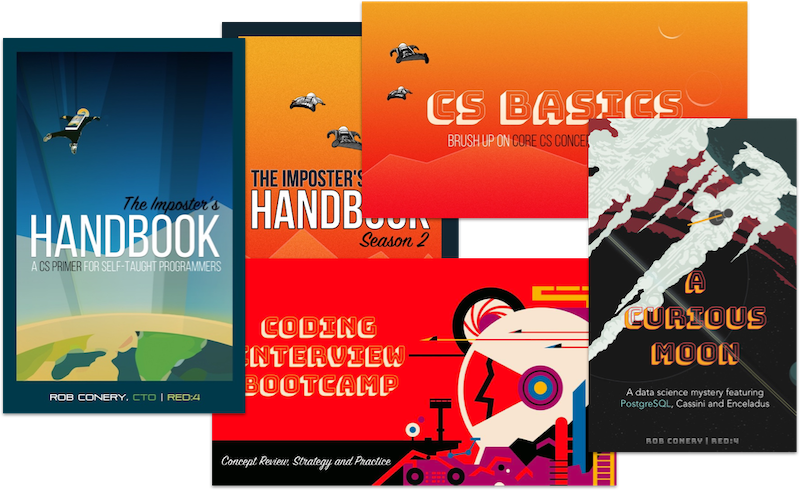 The Imposter's
HANDBOOK
A CS PRIMER FOR SELF-TAUGHT PROGRAMMERS
ROB CONERY, CTO | RED:4
THE IMPOSTER'S
HANDBOOK
Season 2
CS BASICS
BRUSH UP ON CORE CS
CODING
INTERVIEW
BOOTCAMP
Concept Review, Strategy and Practice
A
CURIOUS
MOON
A data science mystery featuring
PostgreSQL, Cassini and Enceladus
ROB CONERY | RED:4